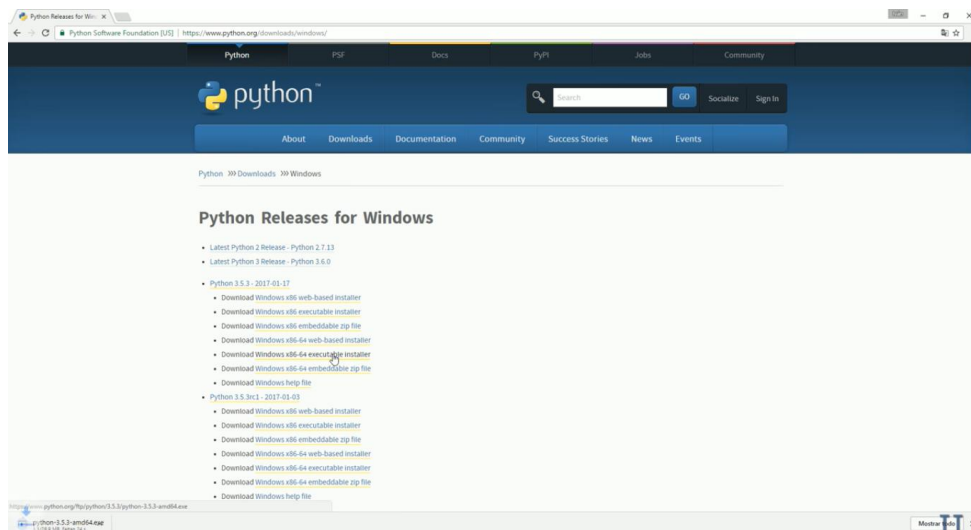 Python Releases for Win
Python Software Foundation [US] | https://www.python.org/downloads/windows/
Python PSF Docs PyPI Jobs Community
python™
Search GO Socialize Sign In
About Downloads Documentation Community Success Stories News Events
Python >>> Downloads >>> Windows
Python Releases for Windows
Latest Python 2 Release - Python 2.7.13
Latest Python 3 Release - Python 3.6.0
Python 3.5.3 - 2017-01-17
Download Windows x86 web-based installer
Download Windows x86 executable installer
Download Windows x86 embeddable zip file
Download Windows x86-64 web-based installer
Download Windows x86-64 executable installer
Download Windows x86-64 embeddable zip file
Download Windows help file
Python 3.5.3rc1 - 2017-01-03
Download Windows x86 web-based installer
Download Windows x86 executable installer
Download Windows x86 embeddable zip file
Download Windows x86-64 web-based installer
Download Windows x86-64 executable installer
Download Windows x86-64 embeddable zip file
Download Windows help file
https://www.python.org/ftp/python/3.5.3/python-3.5.3-amd64.exe
python-3.5.3-amd64.exe
Mostrar todo